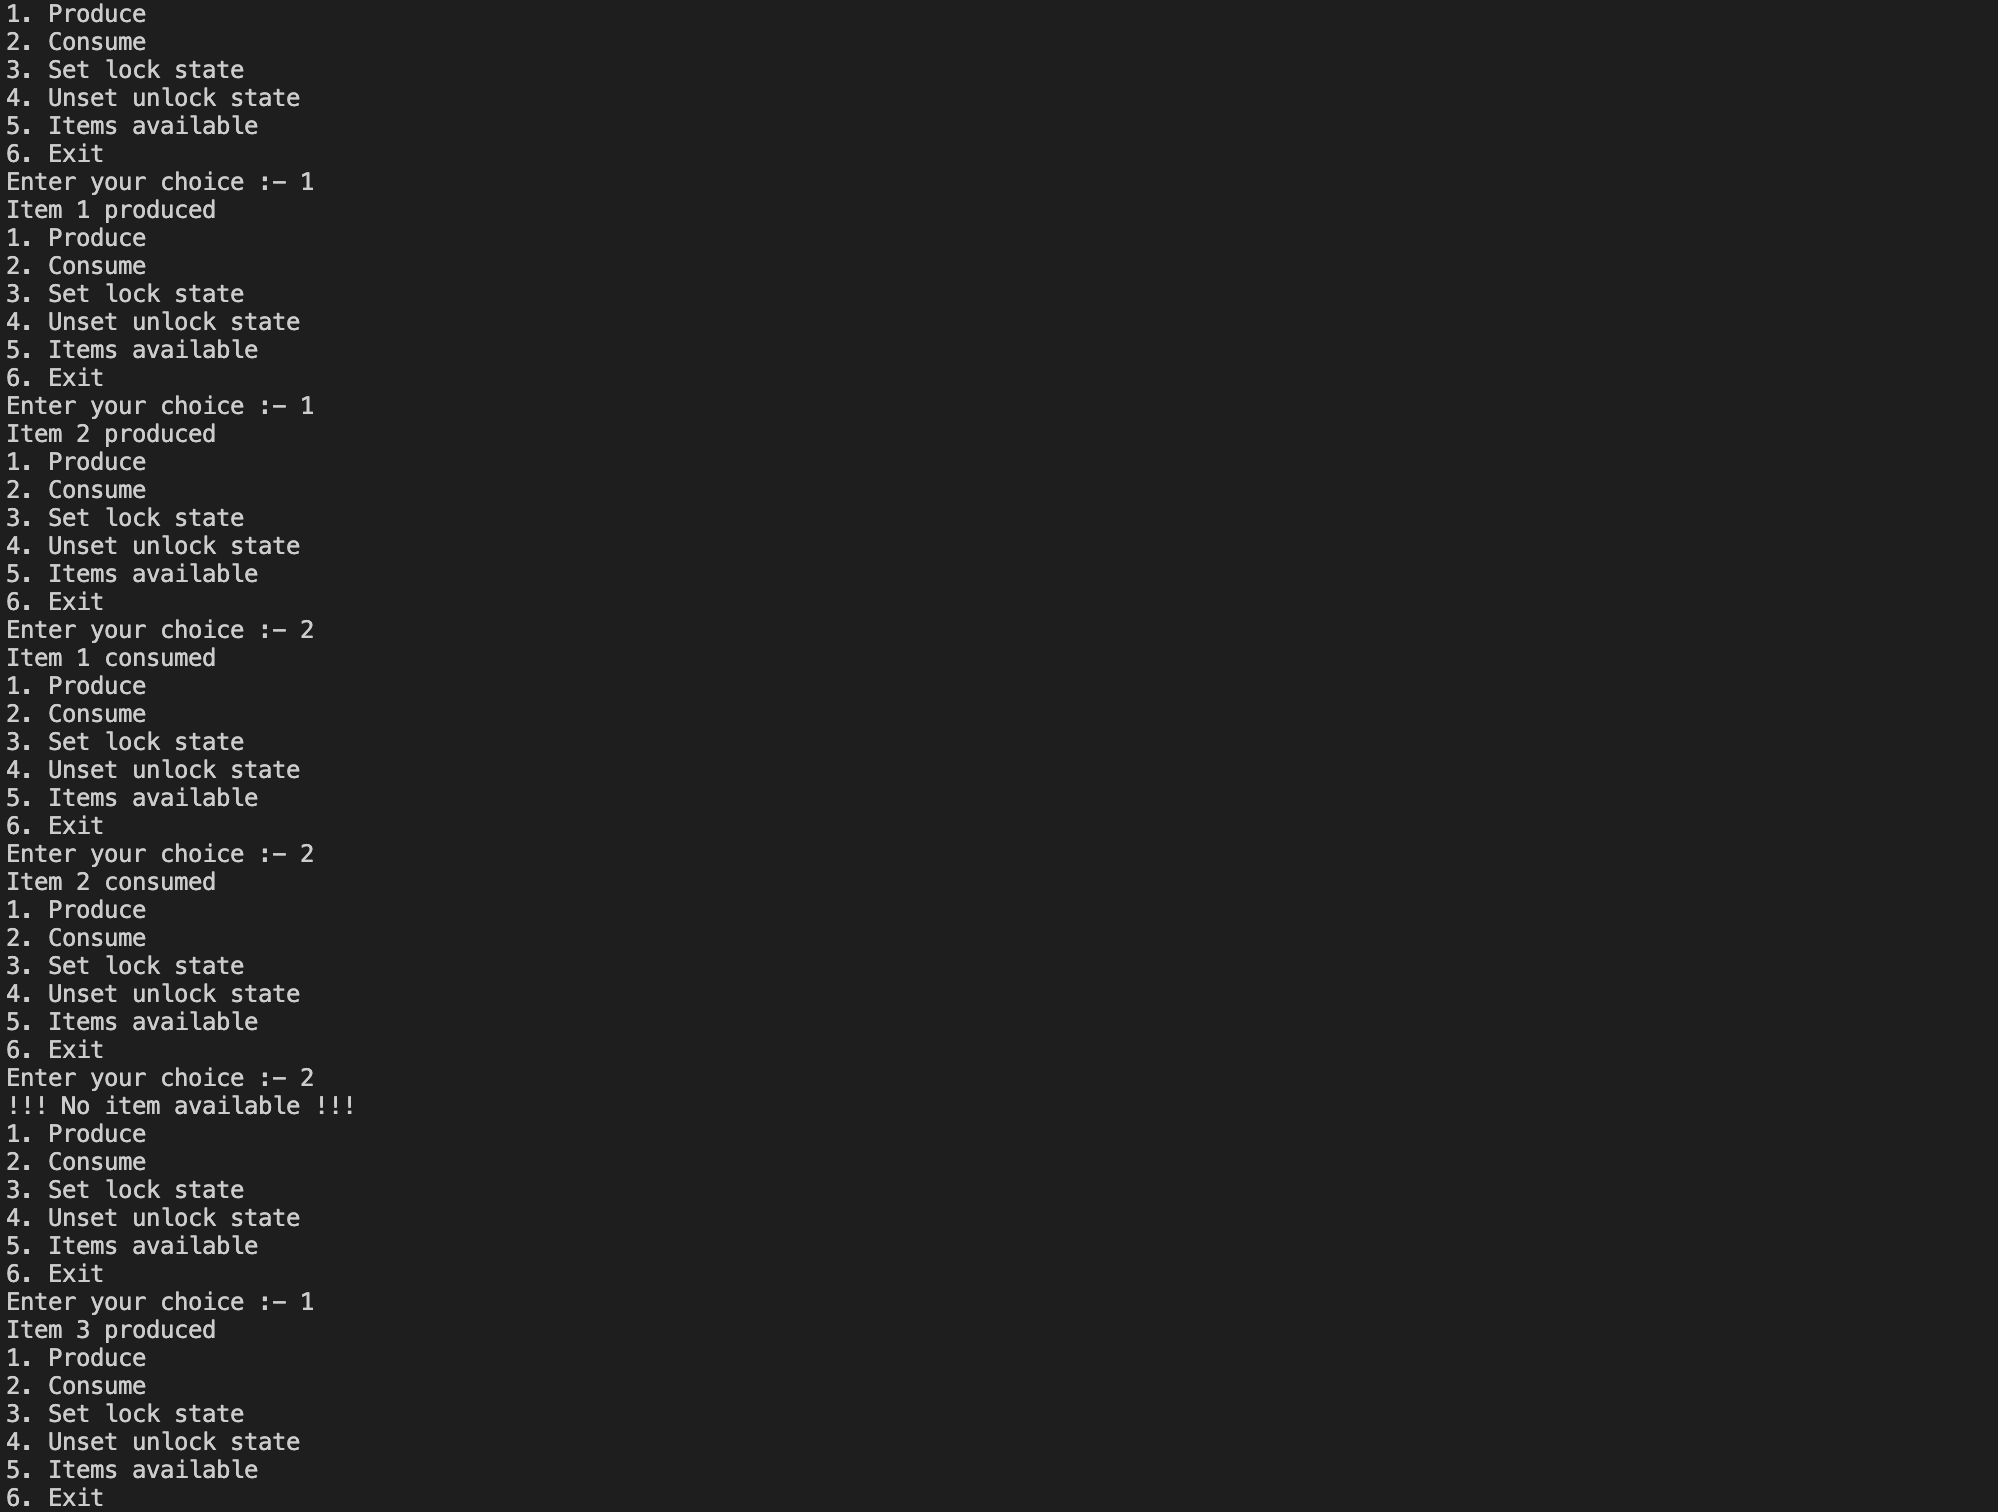 1. Produce
2. Consume
3. Set lock state
4. Unset unlock state
5. Items available
6. Exit
Enter your choice :- 1
Item 1 produced
1. Produce
2. Consume
3. Set lock state
4. Unset unlock state
5. Items available
6. Exit
Enter your choice :- 1
Item 2 produced
1. Produce
2. Consume
3. Set lock state
4. Unset unlock state
5. Items available
6. Exit
Enter your choice :- 2
Item 1 consumed
1. Produce
2. Consume
3. Set lock state
4. Unset unlock state
5. Items available
6. Exit
Enter your choice :- 2
Item 2 consumed
1. Produce
2. Consume
3. Set lock state
4. Unset unlock state
5. Items available
6. Exit
Enter your choice :- 2
!!! No item available !!!
1. Produce
2. Consume
3. Set lock state
4. Unset unlock state
5. Items available
6. Exit
Enter your choice :- 1
Item 3 produced
1. Produce
2. Consume
3. Set lock state
4. Unset unlock state
5. Items available
6. Exit